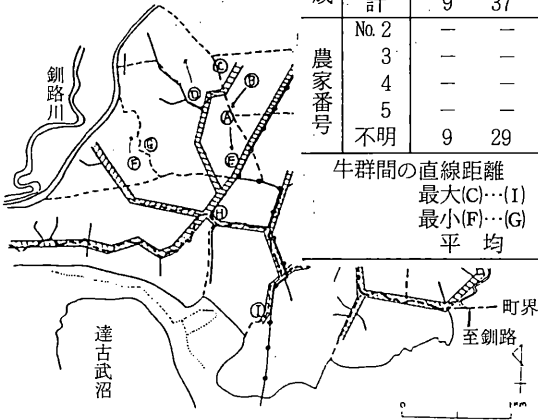 計 9 37
農家番号
No. 2 － －
3 － －
4 － －
5 － －
不明 9 29
牛群間の直線距離
最大(C)…(I)
最小(F)…(G)
平 均
釧路川
C
B
D
A
G
F
E
H
I
町界
至釧路
達古武沼
0